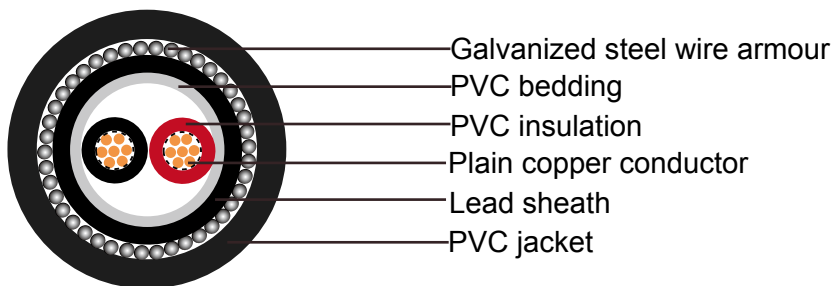 Galvanized steel wire armour
PVC bedding
PVC insulation
Plain copper conductor
Lead sheath
PVC jacket